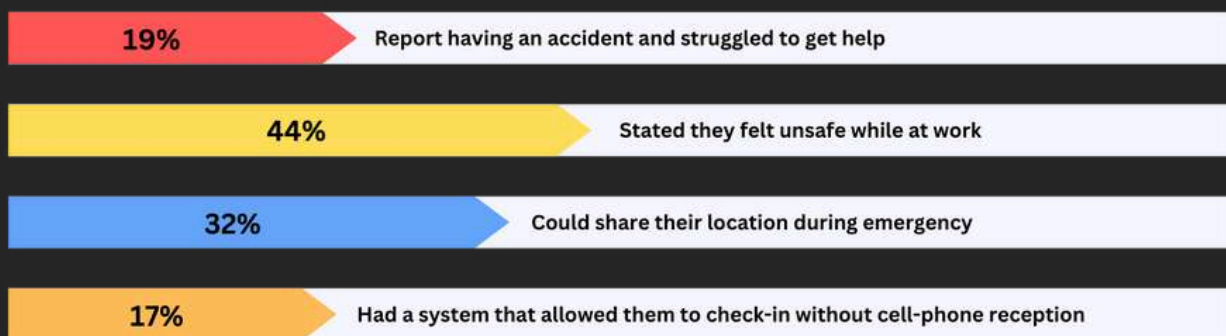 19% Report having an accident and struggled to get help
44% Stated they felt unsafe while at work
32% Could share their location during emergency
17% Had a system that allowed them to check-in without cell-phone reception